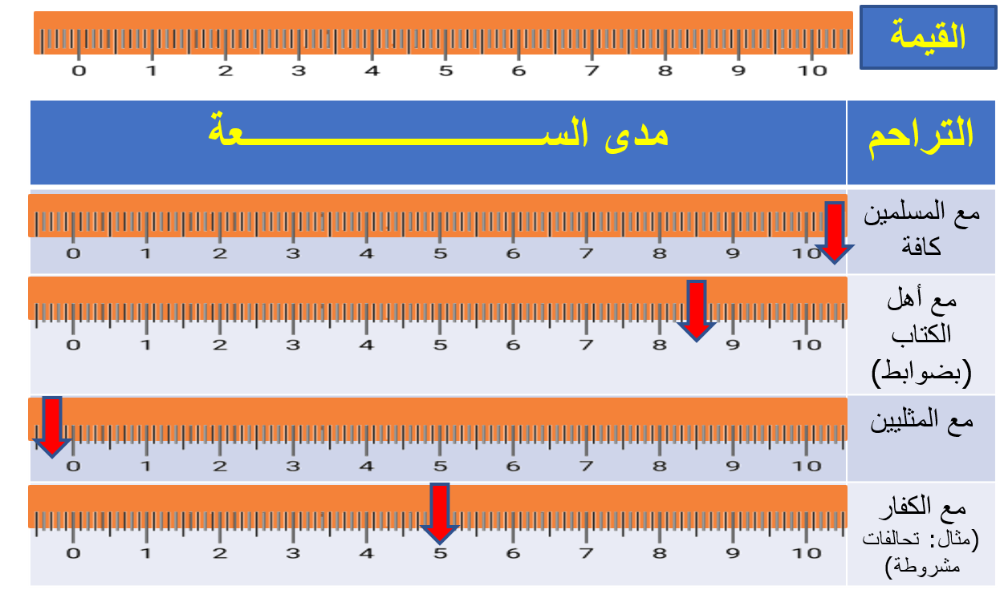 القيمة
0 1 2 3 4 5 6 7 8 9 10
التراحم
مدى الســـــــــــــــــــــــــعة
مع المسلمين
كافة
0 1 2 3 4 5 6 7 8 9 10
مع أهل
الكتاب
(بضوابط)
0 1 2 3 4 5 6 7 8 9 10
مع المثليين
0 1 2 3 4 5 6 7 8 9 10
مع الكفار
(مثال: تحالفات
مشروطة)
0 1 2 3 4 5 6 7 8 9 10